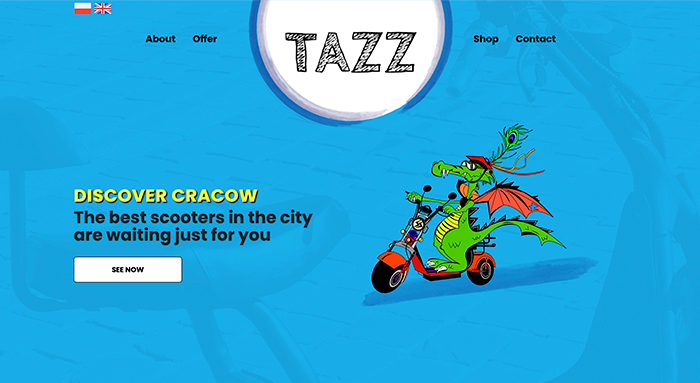 About
Offer
TAZZ
Shop
Contact
DISCOVER CRACOW
The best scooters in the city
are waiting just for you
SEE NOW